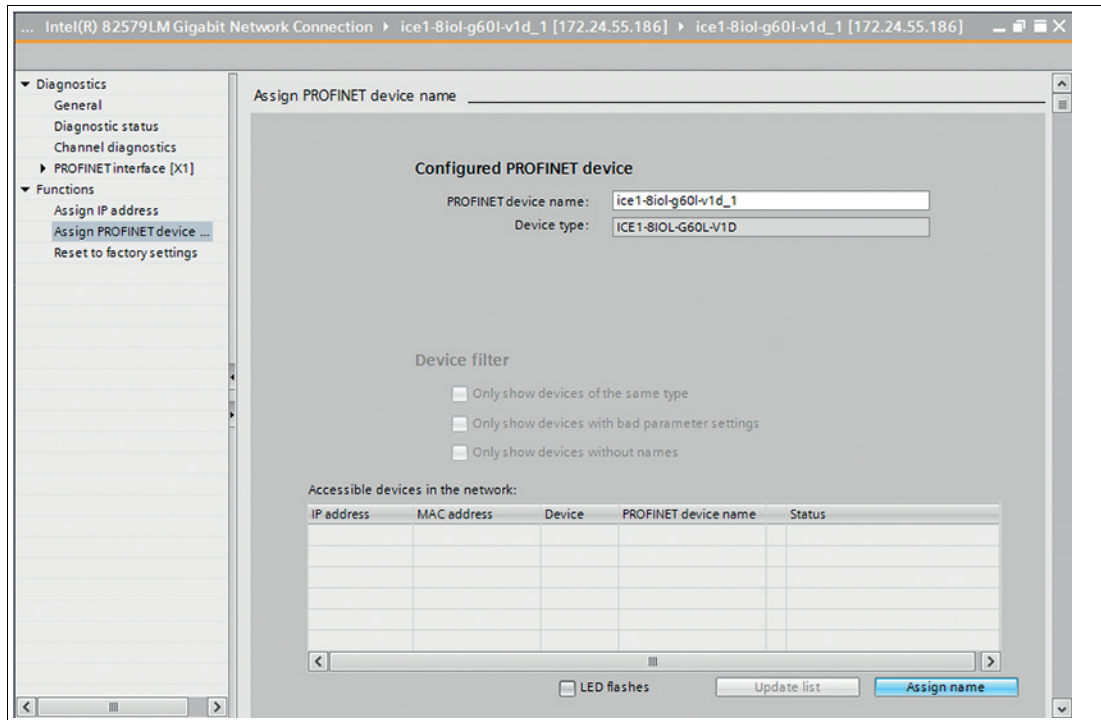 ... Intel(R) 82579LM Gigabit Network Connection ice1-8iol-g60l-v1d_1 [172.24.55.186] ice1-8iol-g60l-v1d_1 [172.24.55.186]
Diagnostics
General
Diagnostic status
Channel diagnostics
PROFINET interface [X1]
Functions
Assign IP address
Assign PROFINET device ...
Reset to factory settings
Assign PROFINET device name
Configured PROFINET device
PROFINET device name: ice1-8iol-g60l-v1d_1
Device type: ICE1-8IOL-G60L-V1D
Device filter
Only show devices of the same type
Only show devices with bad parameter settings
Only show devices without names
Accessible devices in the network:
IP address MAC address Device PROFINET device name Status
LED flashes Update list Assign name